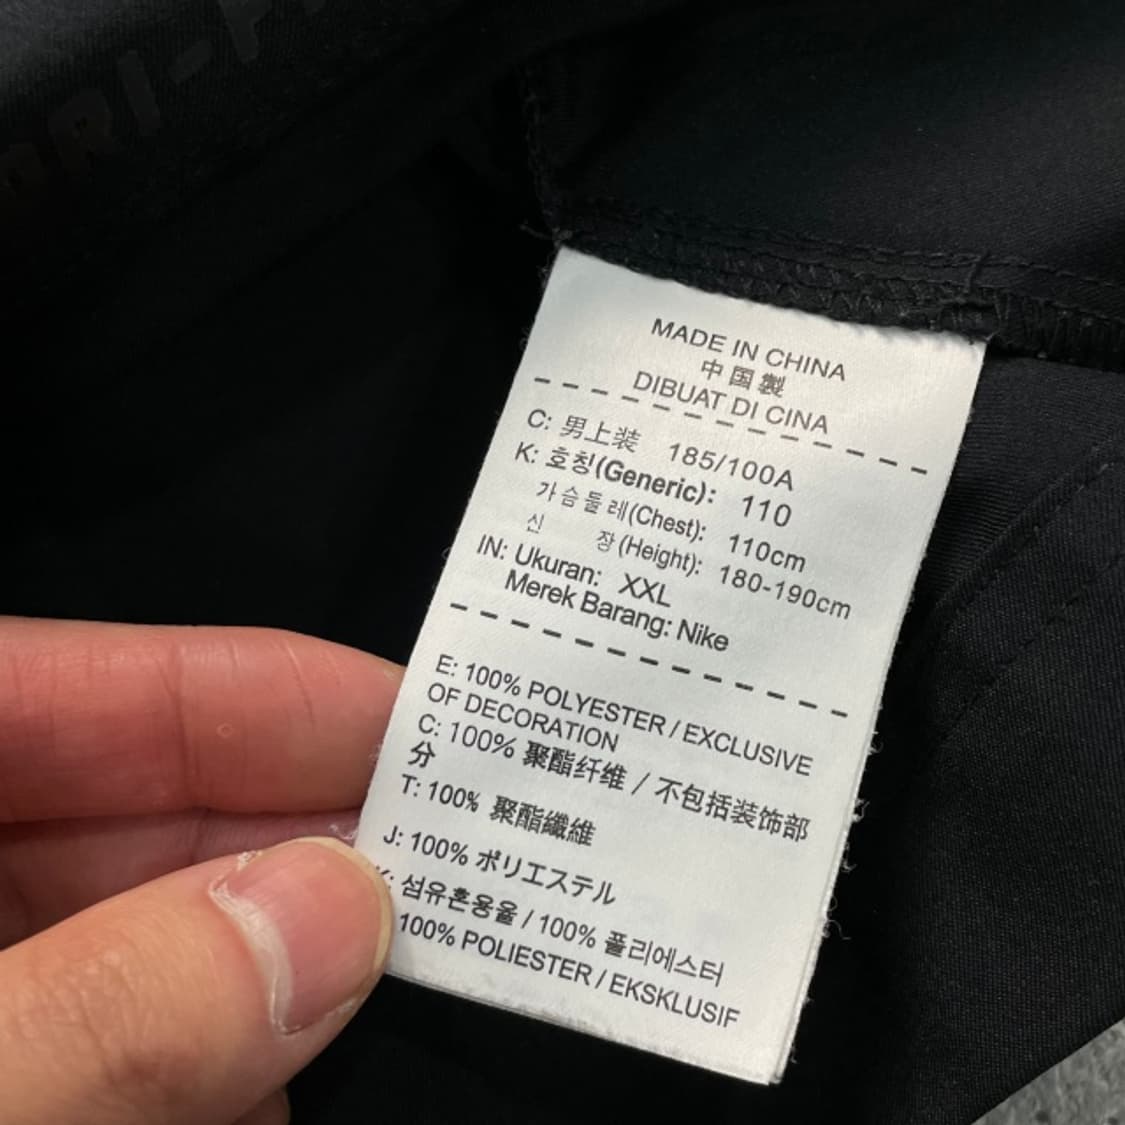 MADE IN CHINA
中国製
DIBUAT DI CINA
C: 男上装 185/100A
K: 호칭(Generic): 110
가슴둘레(Chest): 110cm
신 장(Height): 180-190cm
IN: Ukuran: XXL
Merek Barang: Nike
E: 100% POLYESTER / EXCLUSIVE
OF DECORATION
C: 100% 聚酯纤维 / 不包括装饰部
分
T: 100% 聚酯纖維
J: 100% ポリエステル
K: 섬유혼용율 / 100% 폴리에스터
100% POLIESTER / EKSKLUSIF